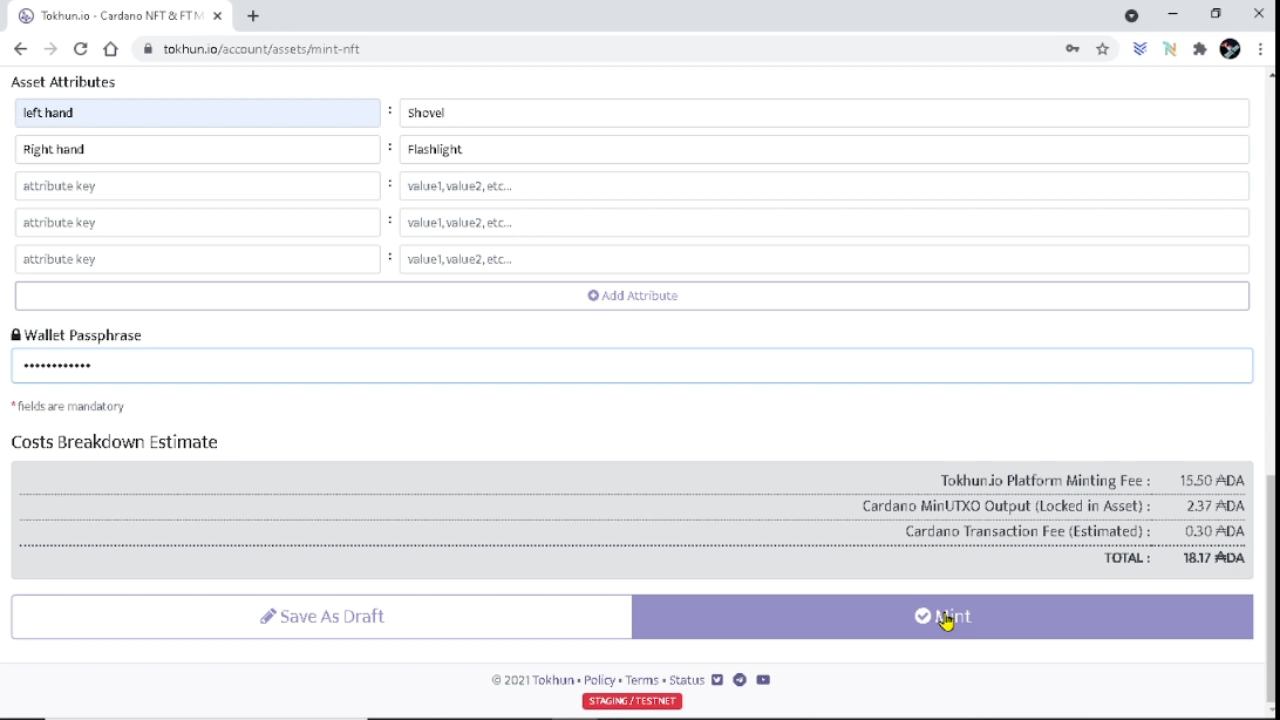 Tokhun.io - Cardano NFT & FT M
tokhun.io/account/assets/mint-nft
Asset Attributes
left hand : Shovel
Right hand : Flashlight
attribute key : value1, value2, etc...
attribute key : value1, value2, etc...
attribute key : value1, value2, etc...
Add Attribute
Wallet Passphrase
••••••••••••
* fields are mandatory
Costs Breakdown Estimate
Tokhun.io Platform Minting Fee : 15.50 ₳DA
Cardano MinUTXO Output (Locked in Asset) : 2.37 ₳DA
Cardano Transaction Fee (Estimated) : 0.30 ₳DA
TOTAL : 18.17 ₳DA
Save As Draft
Mint
© 2021 Tokhun • Policy • Terms • Status
STAGING / TESTNET